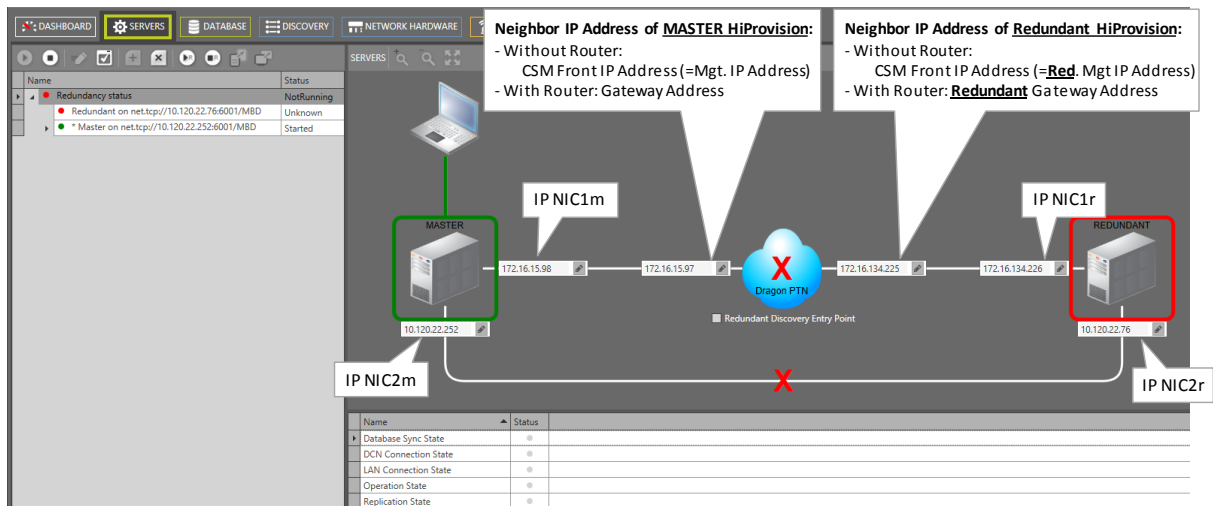 DASHBOARD SERVERS DATABASE DISCOVERY NETWORK HARDWARE
Neighbor IP Address of MASTER HiProvision:
- Without Router:
CSM Front IP Address (=Mgt. IP Address)
- With Router: Gateway Address
Neighbor IP Address of Redundant HiProvision:
- Without Router:
CSM Front IP Address (=Red. Mgt IP Address)
- With Router: Redundant Gateway Address
SERVERS
Name Status
Redundancy status NotRunning
Redundant on net.tcp://10.120.22.76:6001/MBD Unknown
* Master on net.tcp://10.120.22.252:6001/MBD Started
IP NIC1m
IP NIC1r
MASTER
REDUNDANT
172.16.15.98
172.16.15.97
X
172.16.134.225
172.16.134.226
Dragon PTN
Redundant Discovery Entry Point
10.120.22.252
10.120.22.76
IP NIC2m
X
IP NIC2r
Name Status
Database Sync State
DCN Connection State
LAN Connection State
Operation State
Replication State